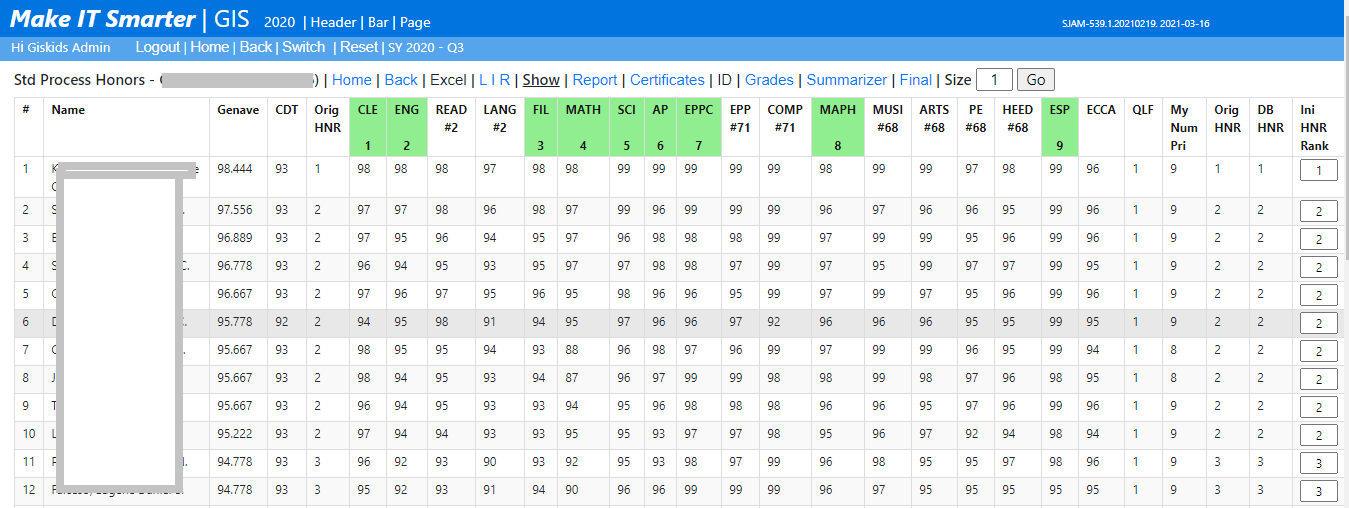 Make IT Smarter | GIS 2020 | Header | Bar | Page SJAM-539.1.20210219. 2021-03-16
Hi Giskids Admin Logout | Home | Back | Switch | Reset | SY 2020 - Q3
Std Process Honors - ) | Home | Back | Excel | L I R | Show | Report | Certificates | ID | Grades | Summarizer | Final | Size 1 Go
# Name Genave CDT Orig CLE ENG READ LANG FIL MATH SCI AP EPPC EPP COMP MAPH MUSI ARTS PE HEED ESP ECCA QLF My Orig DB Ini
HNR #2 #2 #71 #71 #68 #68 #68 #68 Num HNR HNR HNR
1 2 3 4 5 6 7 8 9 Pri Rank
1 98.444 93 1 98 98 98 97 98 98 99 99 99 99 99 98 99 99 97 98 99 96 1 9 1 1 1
2 97.556 93 2 97 97 98 96 98 97 99 96 99 99 99 96 97 96 96 95 99 96 1 9 2 2 2
3 96.889 93 2 97 95 96 94 95 97 96 98 98 98 99 97 99 99 95 96 99 96 1 9 2 2 2
4 C. 96.778 93 2 96 94 95 93 95 97 97 98 98 97 99 97 95 99 97 97 99 95 1 9 2 2 2
5 96.667 93 2 97 96 97 95 96 95 98 96 96 95 99 97 99 97 95 96 99 95 1 9 2 2 2
6 95.778 92 2 94 95 98 91 94 95 97 96 96 97 92 96 96 96 95 95 99 95 1 9 2 2 2
7 95.667 93 2 98 95 95 94 93 88 96 98 97 96 99 97 99 99 96 95 99 94 1 8 2 2 2
8 95.667 93 2 98 94 95 93 94 87 96 97 99 99 98 98 99 98 97 96 98 95 1 8 2 2 2
9 95.667 93 2 96 94 95 93 93 94 95 96 98 98 98 96 96 95 97 96 99 96 1 9 2 2 2
10 95.222 93 2 97 94 94 93 93 95 95 93 97 97 98 95 96 97 92 94 98 94 1 9 2 2 2
11 94.778 93 3 96 92 93 90 93 92 95 93 98 97 99 96 98 95 95 97 98 96 1 9 3 3 3
12 94.778 93 3 95 92 93 91 94 90 96 96 99 99 99 96 97 95 95 95 95 95 1 9 3 3 3